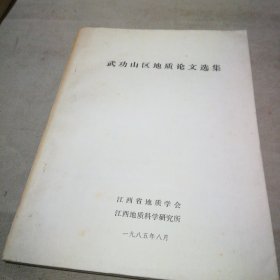 武功山区地质论文选集
江西省地质学会
江西地质科学研究所
一九八五年八月